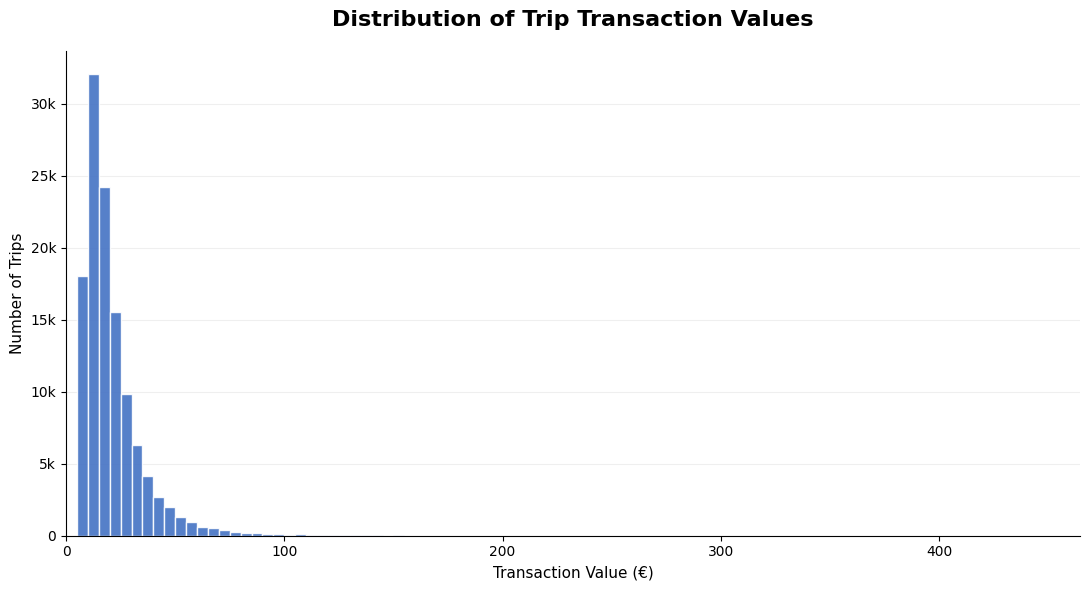 Distribution of Trip Transaction Values
Number of Trips
30k
25k
20k
15k
10k
5k
0
0 100 200 300 400
Transaction Value (€)